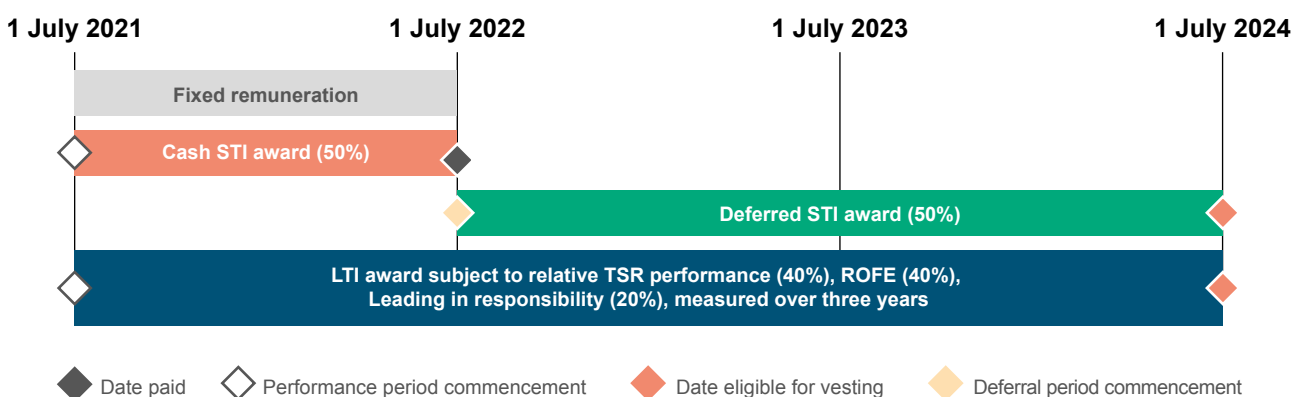 1 July 2021 1 July 2022 1 July 2023 1 July 2024
Fixed remuneration
Cash STI award (50%)
Deferred STI award (50%)
LTI award subject to relative TSR performance (40%), ROFE (40%),
Leading in responsibility (20%), measured over three years
Date paid Performance period commencement Date eligible for vesting Deferral period commencement